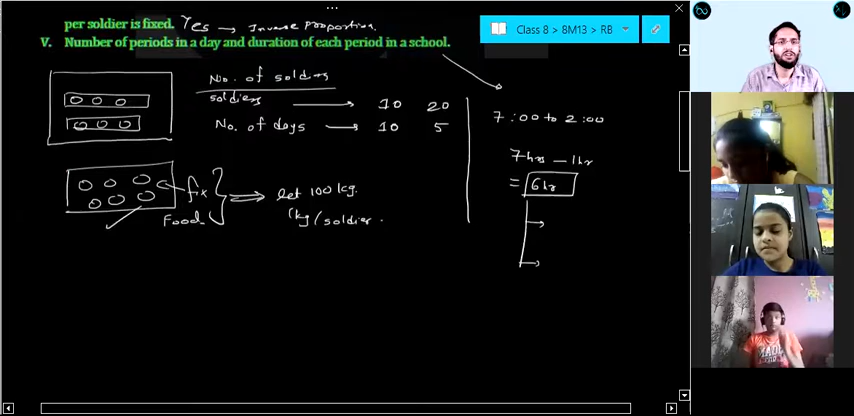 per soldier is fixed. Yes → Inverse Proportion.
V. Number of periods in a day and duration of each period in a school.
Class 8 > 8M13 > RB
No. of soldiers
soldiers → 10 20
No. of days → 10 5
7:00 to 2:00
7hrs – 1hr
= 6hr
fix
Food
let 100 kg.
1kg/soldier.